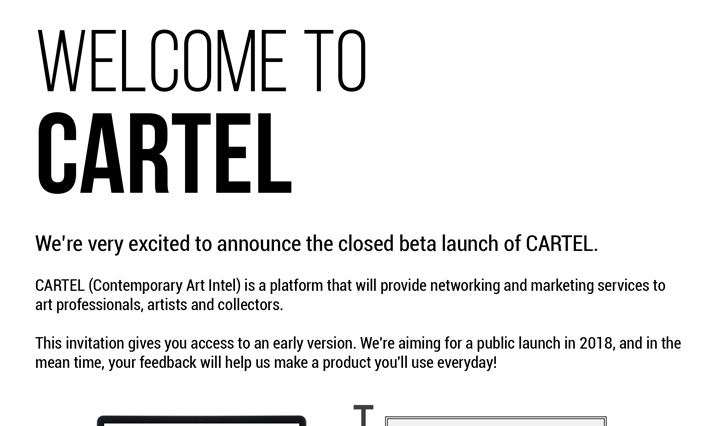 WELCOME TO
CARTEL
We're very excited to announce the closed beta launch of CARTEL.
CARTEL (Contemporary Art Intel) is a platform that will provide networking and marketing services to
art professionals, artists and collectors.
This invitation gives you access to an early version. We're aiming for a public launch in 2018, and in the
mean time, your feedback will help us make a product you'll use everyday!